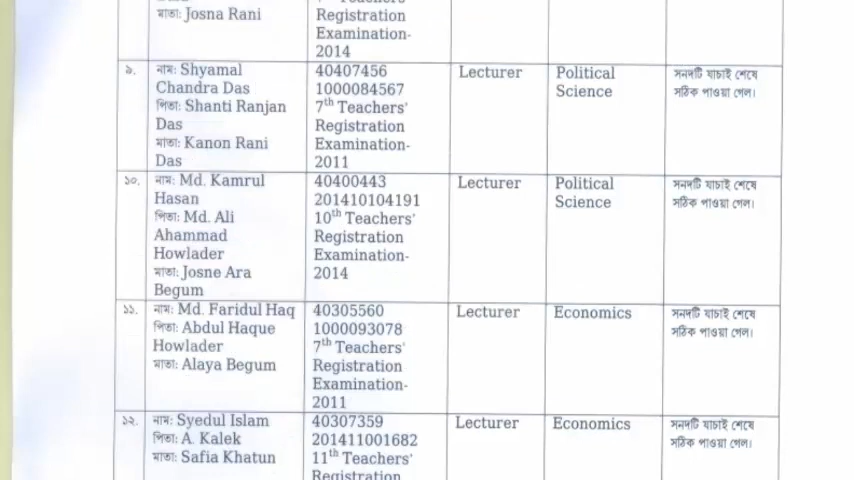 মাতা: Josna Rani
Registration
Examination-
2014
৯.
নাম: Shyamal
Chandra Das
পিতা: Shanti Ranjan
Das
মাতা: Kanon Rani
Das
40407456
1000084567
7th Teachers'
Registration
Examination-
2011
Lecturer
Political
Science
সনদটি যাচাই শেষে
সঠিক পাওয়া গেল।
১০.
নাম: Md. Kamrul
Hasan
পিতা: Md. Ali
Ahammad
Howlader
মাতা: Josne Ara
Begum
40400443
201410104191
10th Teachers'
Registration
Examination-
2014
Lecturer
Political
Science
সনদটি যাচাই শেষে
সঠিক পাওয়া গেল।
১১.
নাম: Md. Faridul Haq
পিতা: Abdul Haque
Howlader
মাতা: Alaya Begum
40305560
1000093078
7th Teachers'
Registration
Examination-
2011
Lecturer
Economics
সনদটি যাচাই শেষে
সঠিক পাওয়া গেল।
১২.
নাম: Syedul Islam
পিতা: A. Kalek
মাতা: Safia Khatun
40307359
201411001682
11th Teachers'
Registration
Lecturer
Economics
সনদটি যাচাই শেষে
সঠিক পাওয়া গেল।